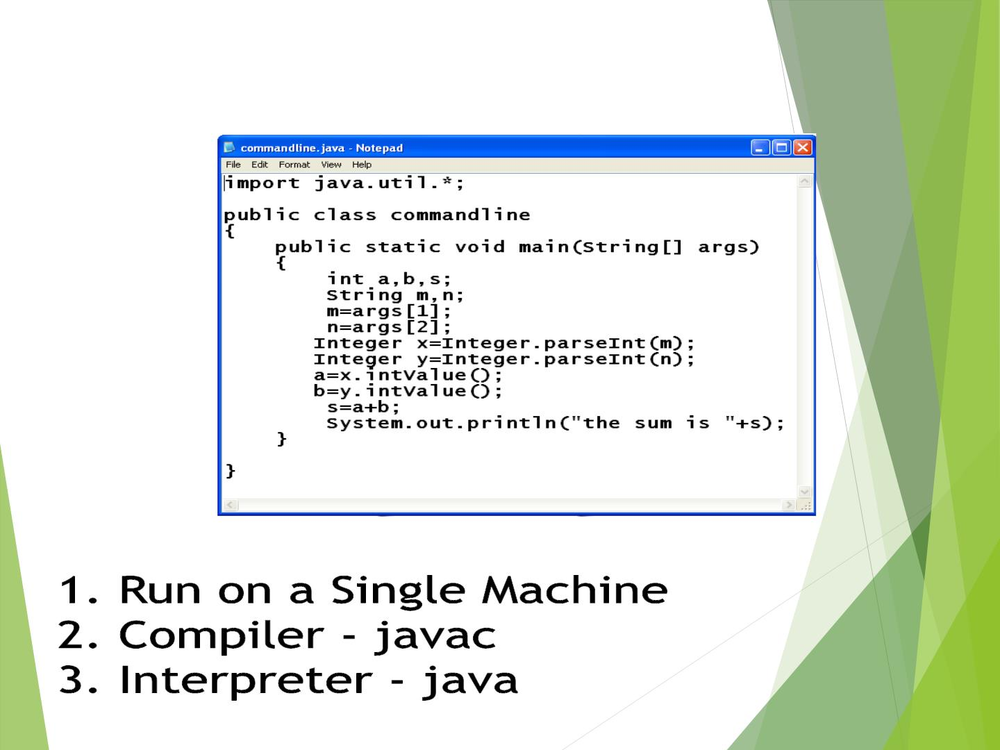 commandline.java - Notepad
File Edit Format View Help
import java.util.*;
public class commandline
{
public static void main(String[] args)
{
int a,b,s;
String m,n;
m=args[1];
n=args[2];
Integer x=Integer.parseInt(m);
Integer y=Integer.parseInt(n);
a=x.intValue();
b=y.intValue();
s=a+b;
System.out.println("the sum is "+s);
}
}
1. Run on a Single Machine
2. Compiler - javac
3. Interpreter - java